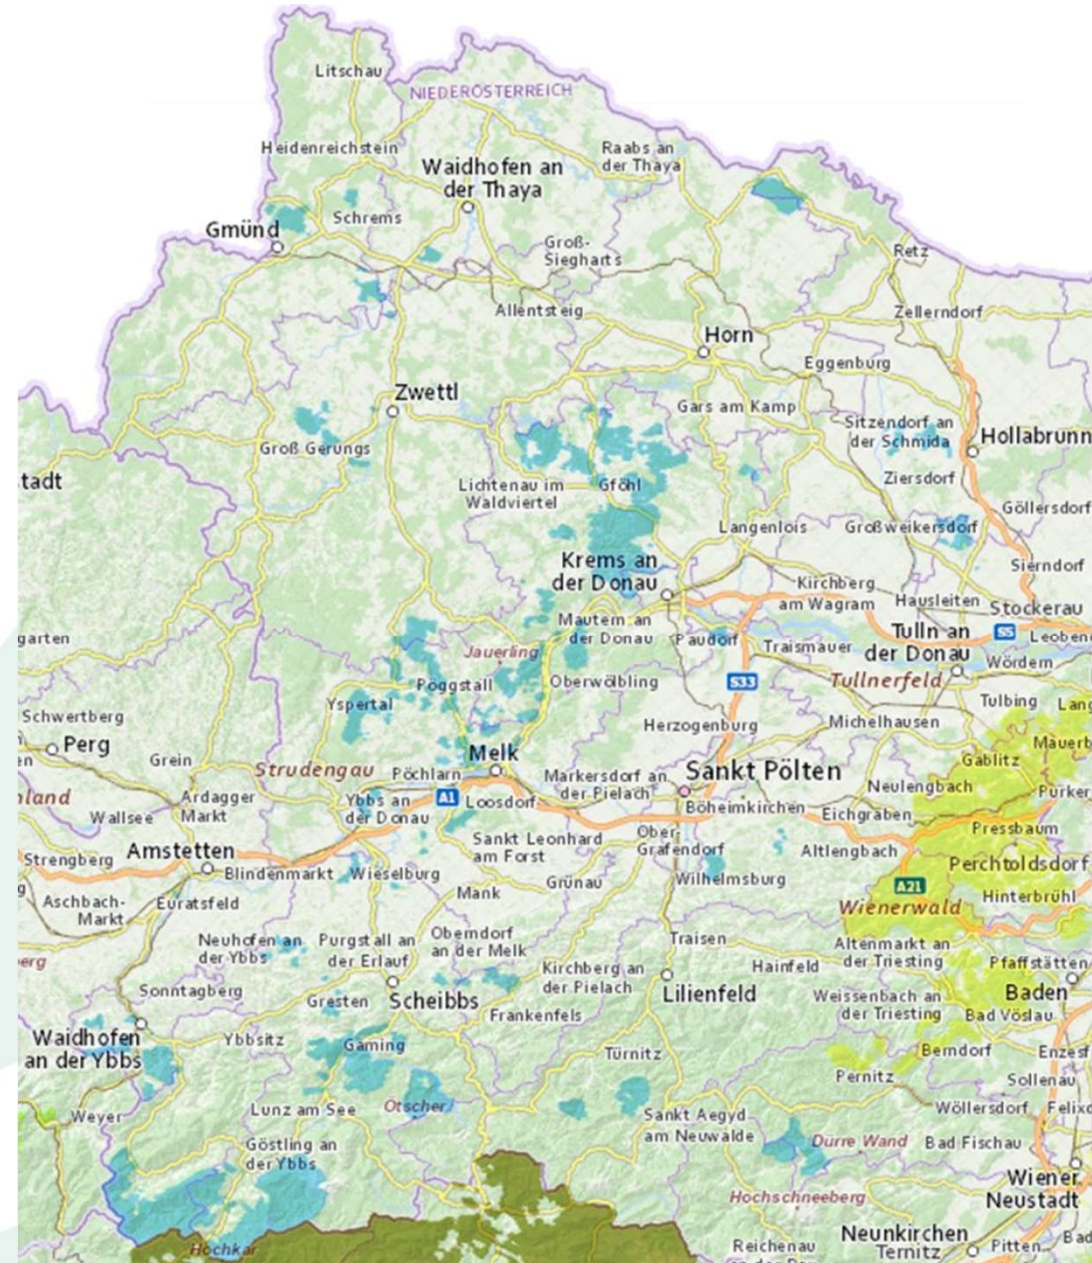 Litschau
NIEDERÖSTERREICH
Heidenreichstein
Raabs an
der Thaya
Waidhofen an
der Thaya
Schrems
Gmünd
Groß-
Siegharts
Retz
Allentsteig
Zellerndorf
Horn
Eggenburg
Zwettl
Gars am Kamp
Sitzendorf an
der Schmida
Hollabrunn
Groß Gerungs
tadt
Lichtenau im
Waldviertel
Gföhl
Ziersdorf
Göllersdorf
Langenlois
Großweikersdorf
Krems an
der Donau
Sierndorf
Kirchberg
am Wagram
Hausleiten
Stockerau
Mautern an
der Donau
garten
Paudorf
Traismauer
Tulln an
der Donau
S5
Leoben
Jauerling
Wördern
Pöggstall
Oberwölbling
S33
Tullnerfeld
Yspertal
Tulbing
Lang
Schwertberg
Herzogenburg
Michelhausen
Perg
en
Mauerb
Melk
Grein
Strudengau
Pöchlarn
Markersdorf an
der Pielach
Sankt Pölten
Gablitz
Neulengbach
Purker
nland
Ardagger
Markt
Ybbs an
der Donau
A1
Loosdorf
Böheimkirchen
Eichgraben
Wallsee
Pressbaum
Sankt Leonhard
am Forst
Ober-
Grafendorf
Strengberg
Amstetten
Altlengbach
Perchtoldsdorf
Blindenmarkt
Wieselburg
Grünau
Wilhelmsburg
A21
Mank
Hinterbrühl
g
Aschbach-
Markt
Euratsfeld
Wienerwald
Neuhofen an
der Ybbs
Purgstall an
der Erlauf
Oberndorf
an der Melk
Traisen
Altenmarkt an
der Triesting
erg
Hainfeld
Pfaffstätten
Kirchberg an
der Pielach
Sonntagberg
Gresten
Scheibbs
Lilienfeld
Weissenbach an
der Triesting
Baden
Bad Vöslau
Frankenfels
Waidhofen
an der Ybbs
Ybbsitz
Gaming
Türnitz
Berndorf
Enzesf
Pernitz
Sollenau
Weyer
Lunz am See
Ötscher
Sankt Aegyd
am Neuwalde
Wöllersdorf
Felixd
Göstling an
der Ybbs
Dürre Wand
Bad Fischau
Wiener
Neustadt
Hochschneeberg
Hochkar
Reichenau
Neunkirchen
Ternitz
Pitten
Bad